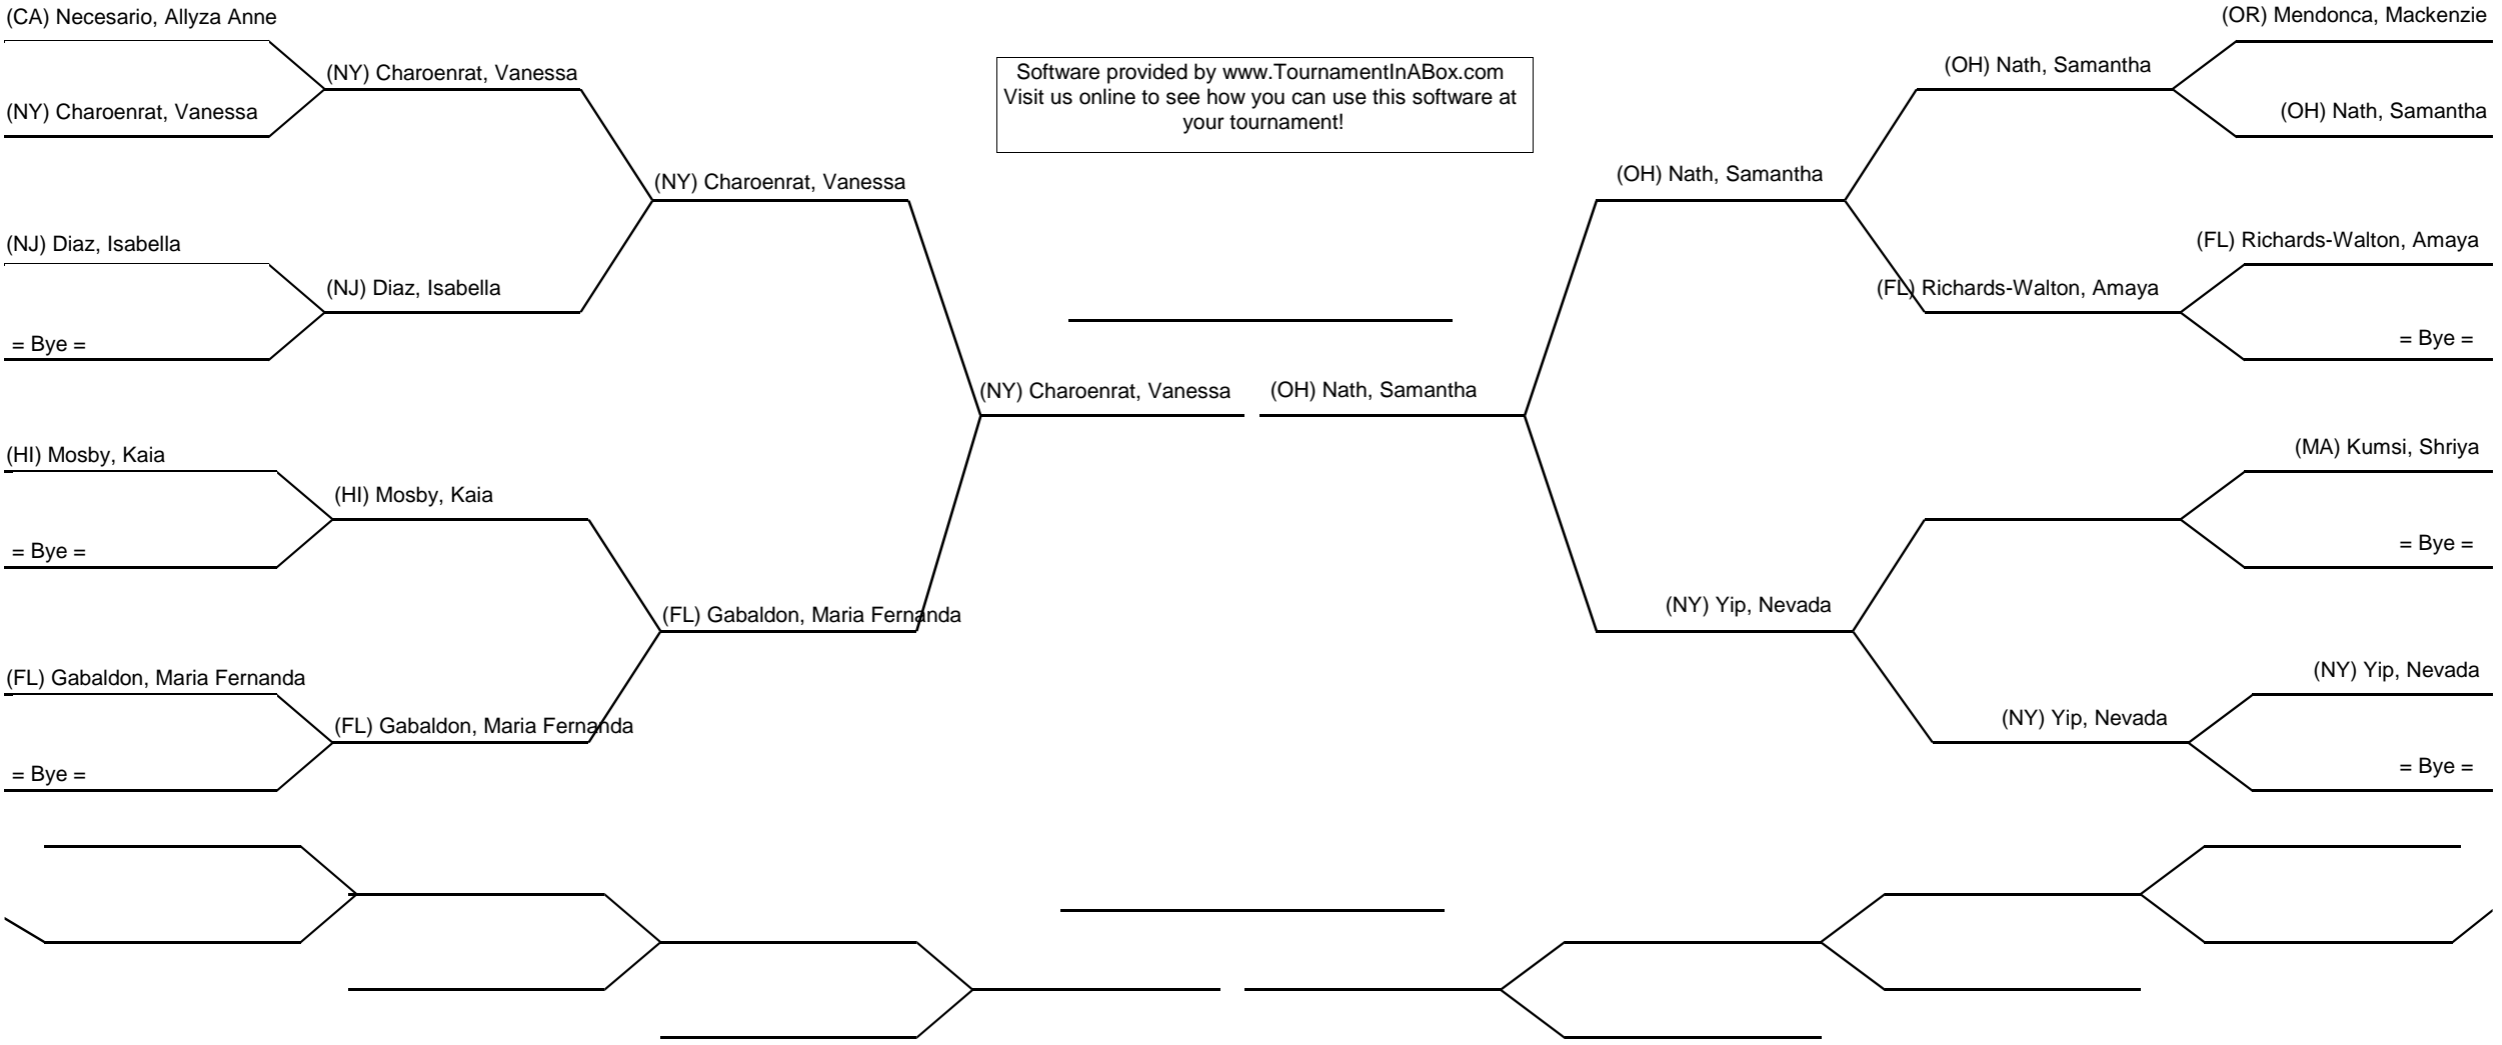 (CA) Necesario, Allyza Anne
(OR) Mendonca, Mackenzie
(NY) Charoenrat, Vanessa
(OH) Nath, Samantha
Software provided by www.TournamentInABox.com
Visit us online to see how you can use this software at
your tournament!
(NY) Charoenrat, Vanessa
(OH) Nath, Samantha
(NY) Charoenrat, Vanessa
(OH) Nath, Samantha
(NJ) Diaz, Isabella
(FL) Richards-Walton, Amaya
(NJ) Diaz, Isabella
(FL) Richards-Walton, Amaya
= Bye =
= Bye =
(NY) Charoenrat, Vanessa
(OH) Nath, Samantha
(HI) Mosby, Kaia
(MA) Kumsi, Shriya
(HI) Mosby, Kaia
= Bye =
= Bye =
(FL) Gabaldon, Maria Fernanda
(NY) Yip, Nevada
(FL) Gabaldon, Maria Fernanda
(NY) Yip, Nevada
(FL) Gabaldon, Maria Fernanda
(NY) Yip, Nevada
= Bye =
= Bye =